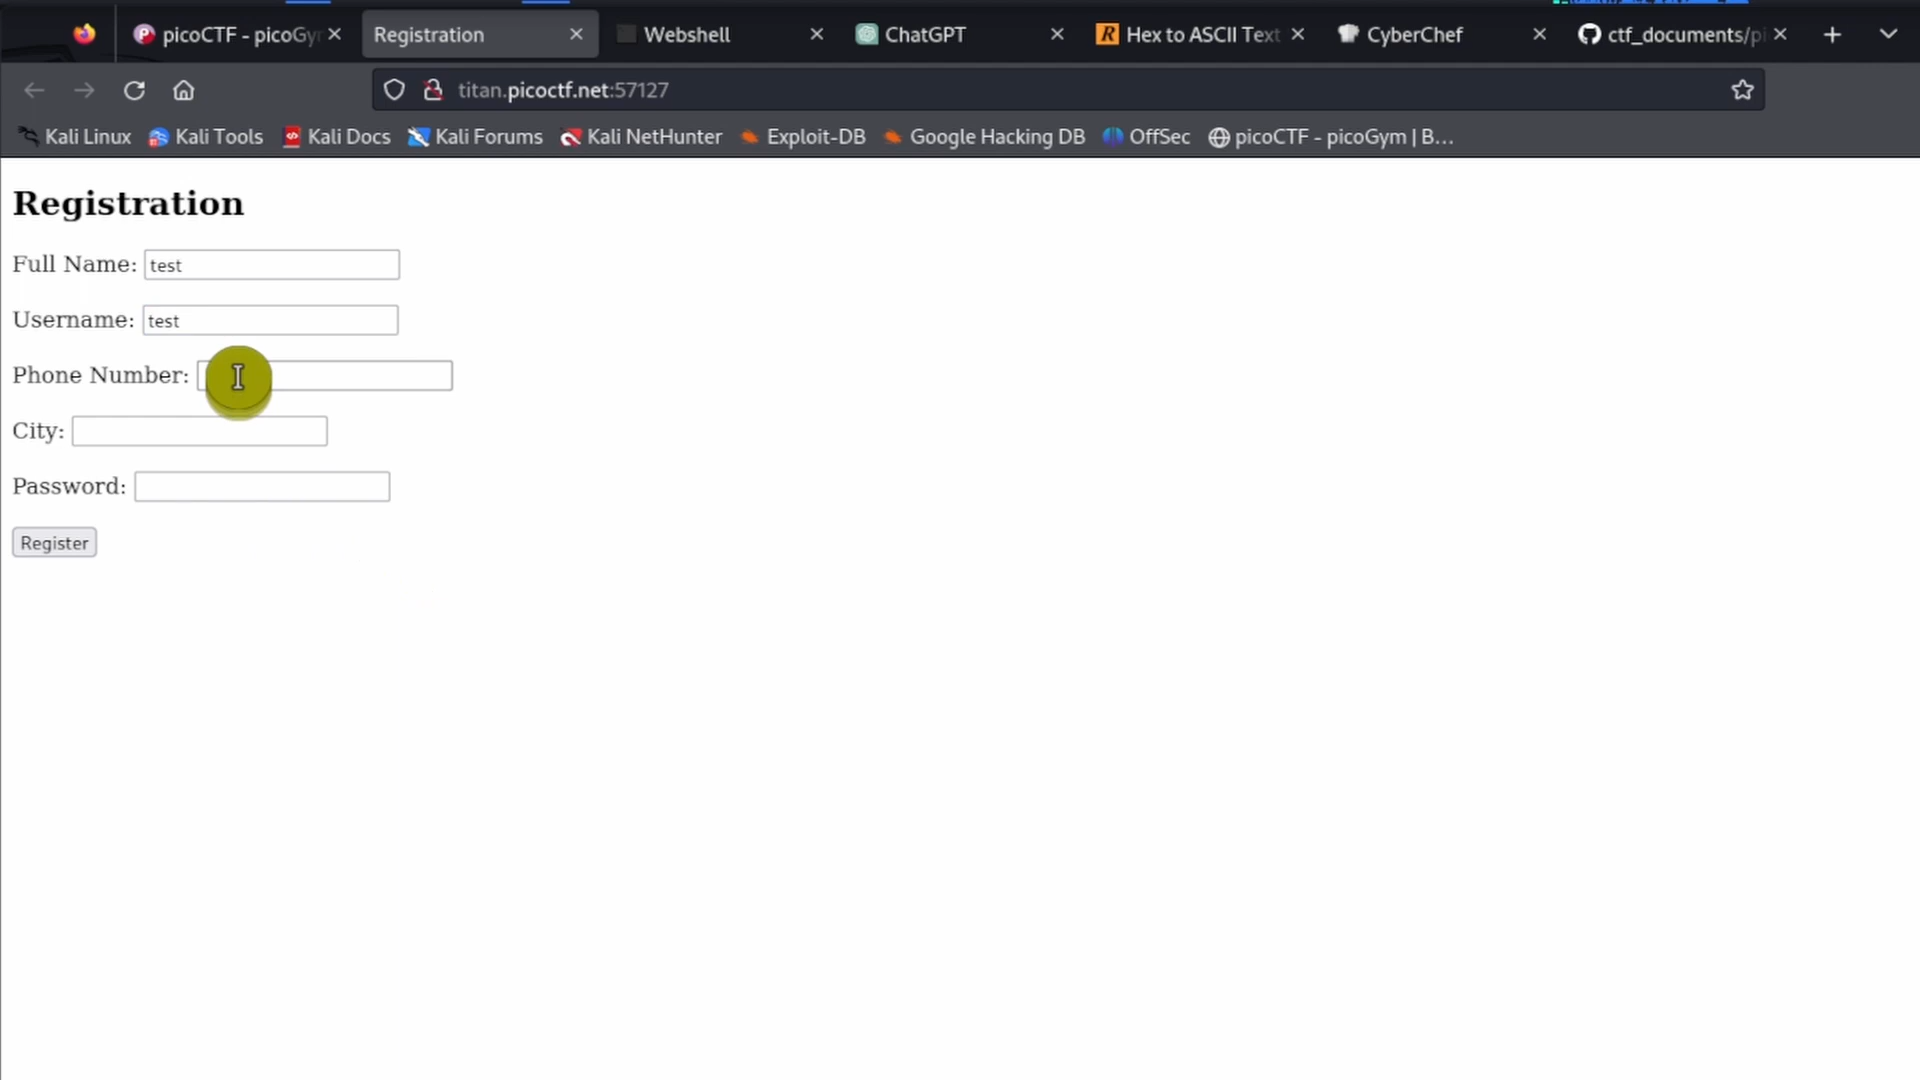 picoCTF - picoGy
Registration
Webshell
ChatGPT
Hex to ASCII Text
CyberChef
ctf_documents/p
titan.picoctf.net:57127
Kali Linux
Kali Tools
Kali Docs
Kali Forums
Kali NetHunter
Exploit-DB
Google Hacking DB
OffSec
picoCTF - picoGym | B...
Registration
Full Name: test
Username: test
Phone Number:
City:
Password:
Register